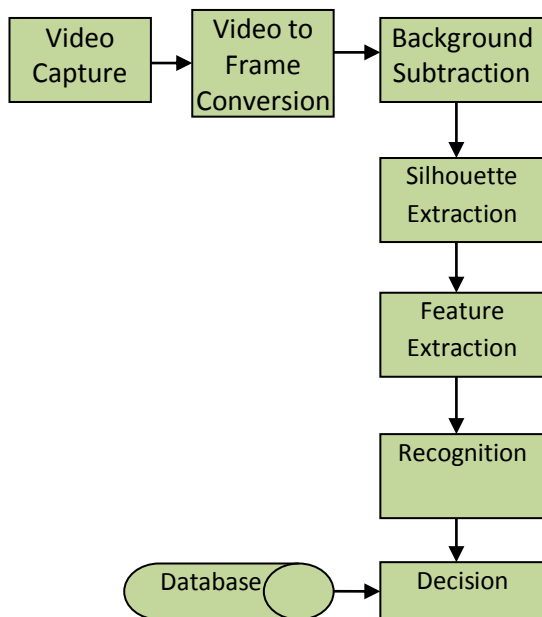 Video
Capture
Video to
Frame
Conversion
Background
Subtraction
Silhouette
Extraction
Feature
Extraction
Recognition
Database
Decision